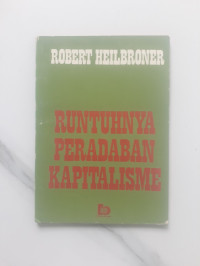 ROBERT HEILBRONER
RUNTUHNYA
PERADABAN
KAPITALISME